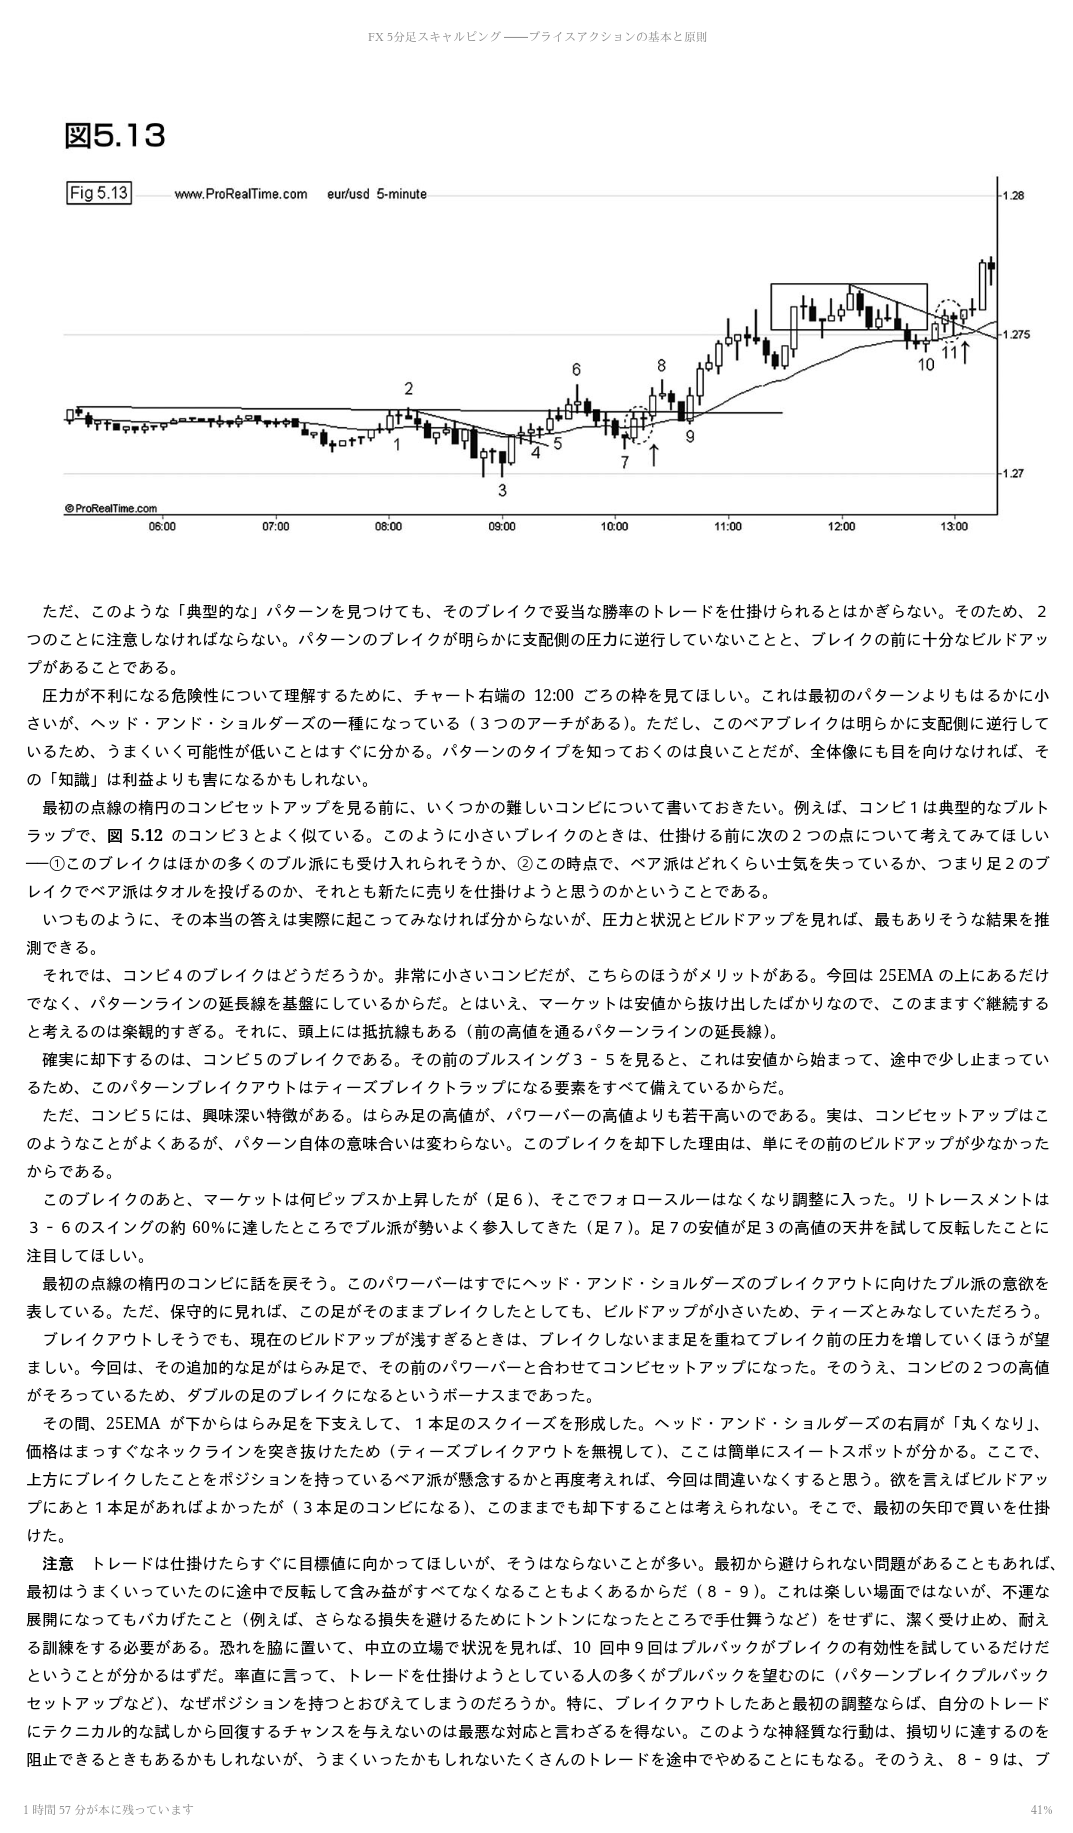 FX 5分足スキャルピング ――プライスアクションの基本と原則
図5.13
Fig 5.13 www.ProRealTime.com eur/usd 5-minute
1.28
1.275
1.27
2
6
8
1
3
4
5
7
9
10
11
©ProRealTime.com
06:00 07:00 08:00 09:00 10:00 11:00 12:00 13:00
ただ、このような「典型的な」パターンを見つけても、そのブレイクで妥当な勝率のトレードを仕掛けられるとはかぎらない。そのため、２
つのことに注意しなければならない。パターンのブレイクが明らかに支配側の圧力に逆行していないことと、ブレイクの前に十分なビルドアッ
プがあることである。
圧力が不利になる危険性について理解するために、チャート右端の 12:00 ごろの枠を見てほしい。これは最初のパターンよりもはるかに小
さいが、ヘッド・アンド・ショルダーズの一種になっている（３つのアーチがある）。ただし、このベアブレイクは明らかに支配側に逆行して
いるため、うまくいく可能性が低いことはすぐに分かる。パターンのタイプを知っておくのは良いことだが、全体像にも目を向けなければ、そ
の「知識」は利益よりも害になるかもしれない。
最初の点線の楕円のコンビセットアップを見る前に、いくつかの難しいコンビについて書いておきたい。例えば、コンビ１は典型的なブルト
ラップで、図 5.12 のコンビ３とよく似ている。このように小さいブレイクのときは、仕掛ける前に次の２つの点について考えてみてほしい
――①このブレイクはほかの多くのブル派にも受け入れられそうか、②この時点で、ベア派はどれくらい士気を失っているか、つまり足２のブ
レイクでベア派はタオルを投げるのか、それとも新たに売りを仕掛けようと思うのかということである。
いつものように、その本当の答えは実際に起こってみなければ分からないが、圧力と状況とビルドアップを見れば、最もありそうな結果を推
測できる。
それでは、コンビ４のブレイクはどうだろうか。非常に小さいコンビだが、こちらのほうがメリットがある。今回は 25EMA の上にあるだけ
でなく、パターンラインの延長線を基盤にしているからだ。とはいえ、マーケットは安値から抜け出したばかりなので、このまますぐ継続する
と考えるのは楽観的すぎる。それに、頭上には抵抗線もある（前の高値を通るパターンラインの延長線）。
確実に却下するのは、コンビ５のブレイクである。その前のブルスイング３‐５を見ると、これは安値から始まって、途中で少し止まってい
るため、このパターンブレイクアウトはティーズブレイクトラップになる要素をすべて備えているからだ。
ただ、コンビ５には、興味深い特徴がある。はらみ足の高値が、パワーバーの高値よりも若干高いのである。実は、コンビセットアップはこ
のようなことがよくあるが、パターン自体の意味合いは変わらない。このブレイクを却下した理由は、単にその前のビルドアップが少なかった
からである。
このブレイクのあと、マーケットは何ピップスか上昇したが（足６）、そこでフォロースルーはなくなり調整に入った。リトレースメントは
３‐６のスイングの約 60%に達したところでブル派が勢いよく参入してきた（足７）。足７の安値が足３の高値の天井を試して反転したことに
注目してほしい。
最初の点線の楕円のコンビに話を戻そう。このパワーバーはすでにヘッド・アンド・ショルダーズのブレイクアウトに向けたブル派の意欲を
表している。ただ、保守的に見れば、この足がそのままブレイクしたとしても、ビルドアップが小さいため、ティーズとみなしていただろう。
ブレイクアウトしそうでも、現在のビルドアップが浅すぎるときは、ブレイクしないまま足を重ねてブレイク前の圧力を増していくほうが望
ましい。今回は、その追加的な足がはらみ足で、その前のパワーバーと合わせてコンビセットアップになった。そのうえ、コンビの２つの高値
がそろっているため、ダブルの足のブレイクになるというボーナスまであった。
その間、25EMA が下からはらみ足を下支えして、１本足のスクイーズを形成した。ヘッド・アンド・ショルダーズの右肩が「丸くなり」、
価格はまっすぐなネックラインを突き抜けたため（ティーズブレイクアウトを無視して）、ここは簡単にスイートスポットが分かる。ここで、
上方にブレイクしたことをポジションを持っているベア派が懸念するかと再度考えれば、今回は間違いなくすると思う。欲を言えばビルドアッ
プにあと１本足があればよかったが（３本足のコンビになる）、このままでも却下することは考えられない。そこで、最初の矢印で買いを仕掛
けた。
注意　トレードは仕掛けたらすぐに目標値に向かってほしいが、そうはならないことが多い。最初から避けられない問題があることもあれば、
最初はうまくいっていたのに途中で反転して含み益がすべてなくなることもよくあるからだ（８‐９）。これは楽しい場面ではないが、不運な
展開になってもバカげたこと（例えば、さらなる損失を避けるためにトントンになったところで手仕舞うなど）をせずに、潔く受け止め、耐え
る訓練をする必要がある。恐れを脇に置いて、中立の立場で状況を見れば、10 回中９回はプルバックがブレイクの有効性を試しているだけだ
ということが分かるはずだ。率直に言って、トレードを仕掛けようとしている人の多くがプルバックを望むのに（パターンブレイクプルバック
セットアップなど）、なぜポジションを持つとおびえてしまうのだろうか。特に、ブレイクアウトしたあと最初の調整ならば、自分のトレード
にテクニカル的な試しから回復するチャンスを与えないのは最悪な対応と言わざるを得ない。このような神経質な行動は、損切りに達するのを
阻止できるときもあるかもしれないが、うまくいったかもしれないたくさんのトレードを途中でやめることにもなる。そのうえ、８‐９は、ブ
1 時間 57 分が本に残っています
41%